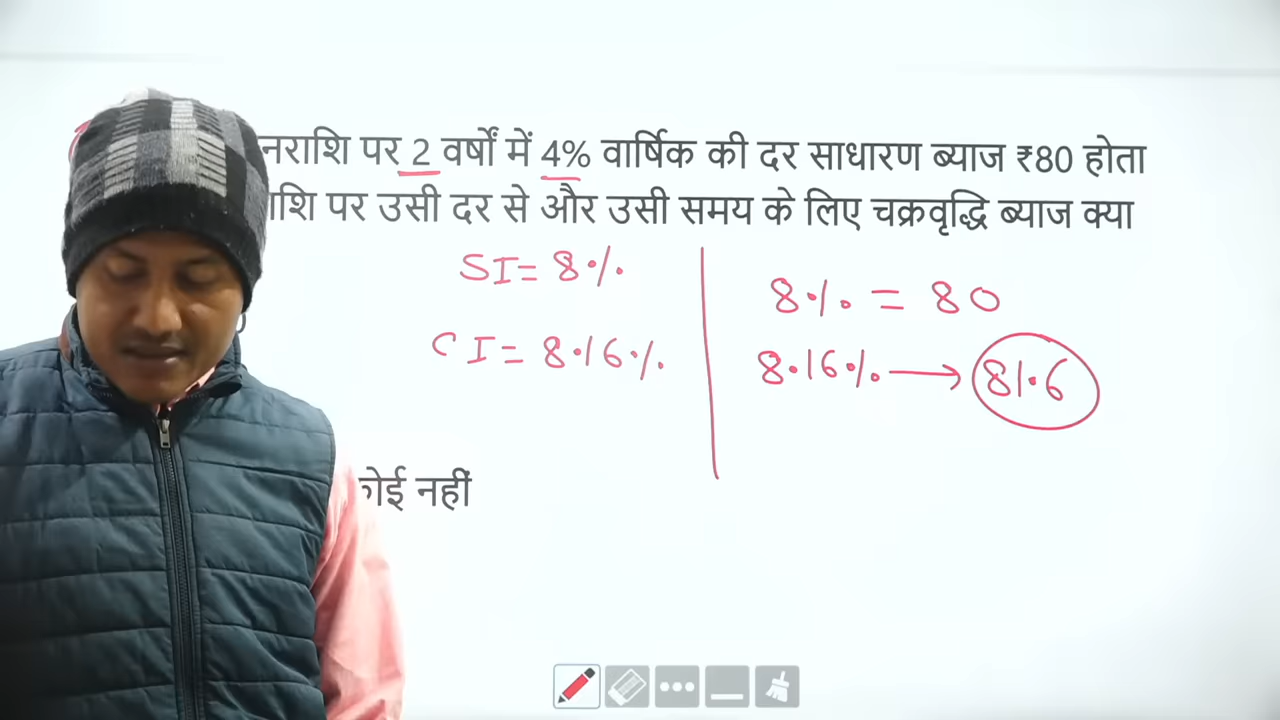 पर 2 वर्षों में 4% वार्षिक की दर साधारण ब्याज ₹80 होता
पर उसी दर से और उसी समय के लिए चक्रवृद्धि ब्याज क्या
SI = 8%
8% = 80
CI = 8.16%
8.16% → 81.6
कोई नहीं